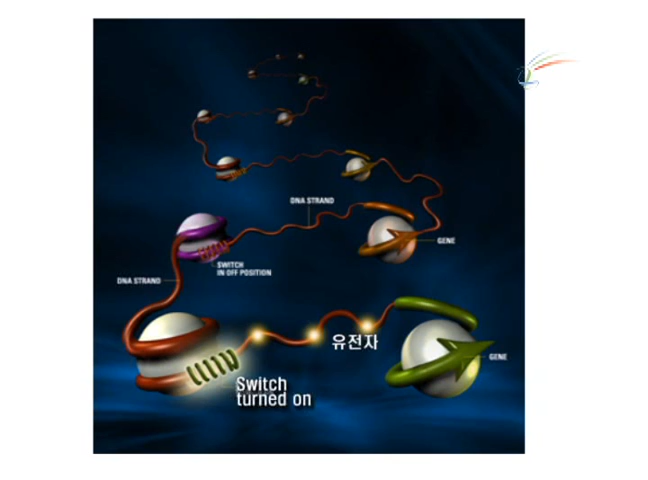 DNA STRAND
GENE
SWITCH
IN OFF POSITION
DNA STRAND
유전자
GENE
Switch
turned on